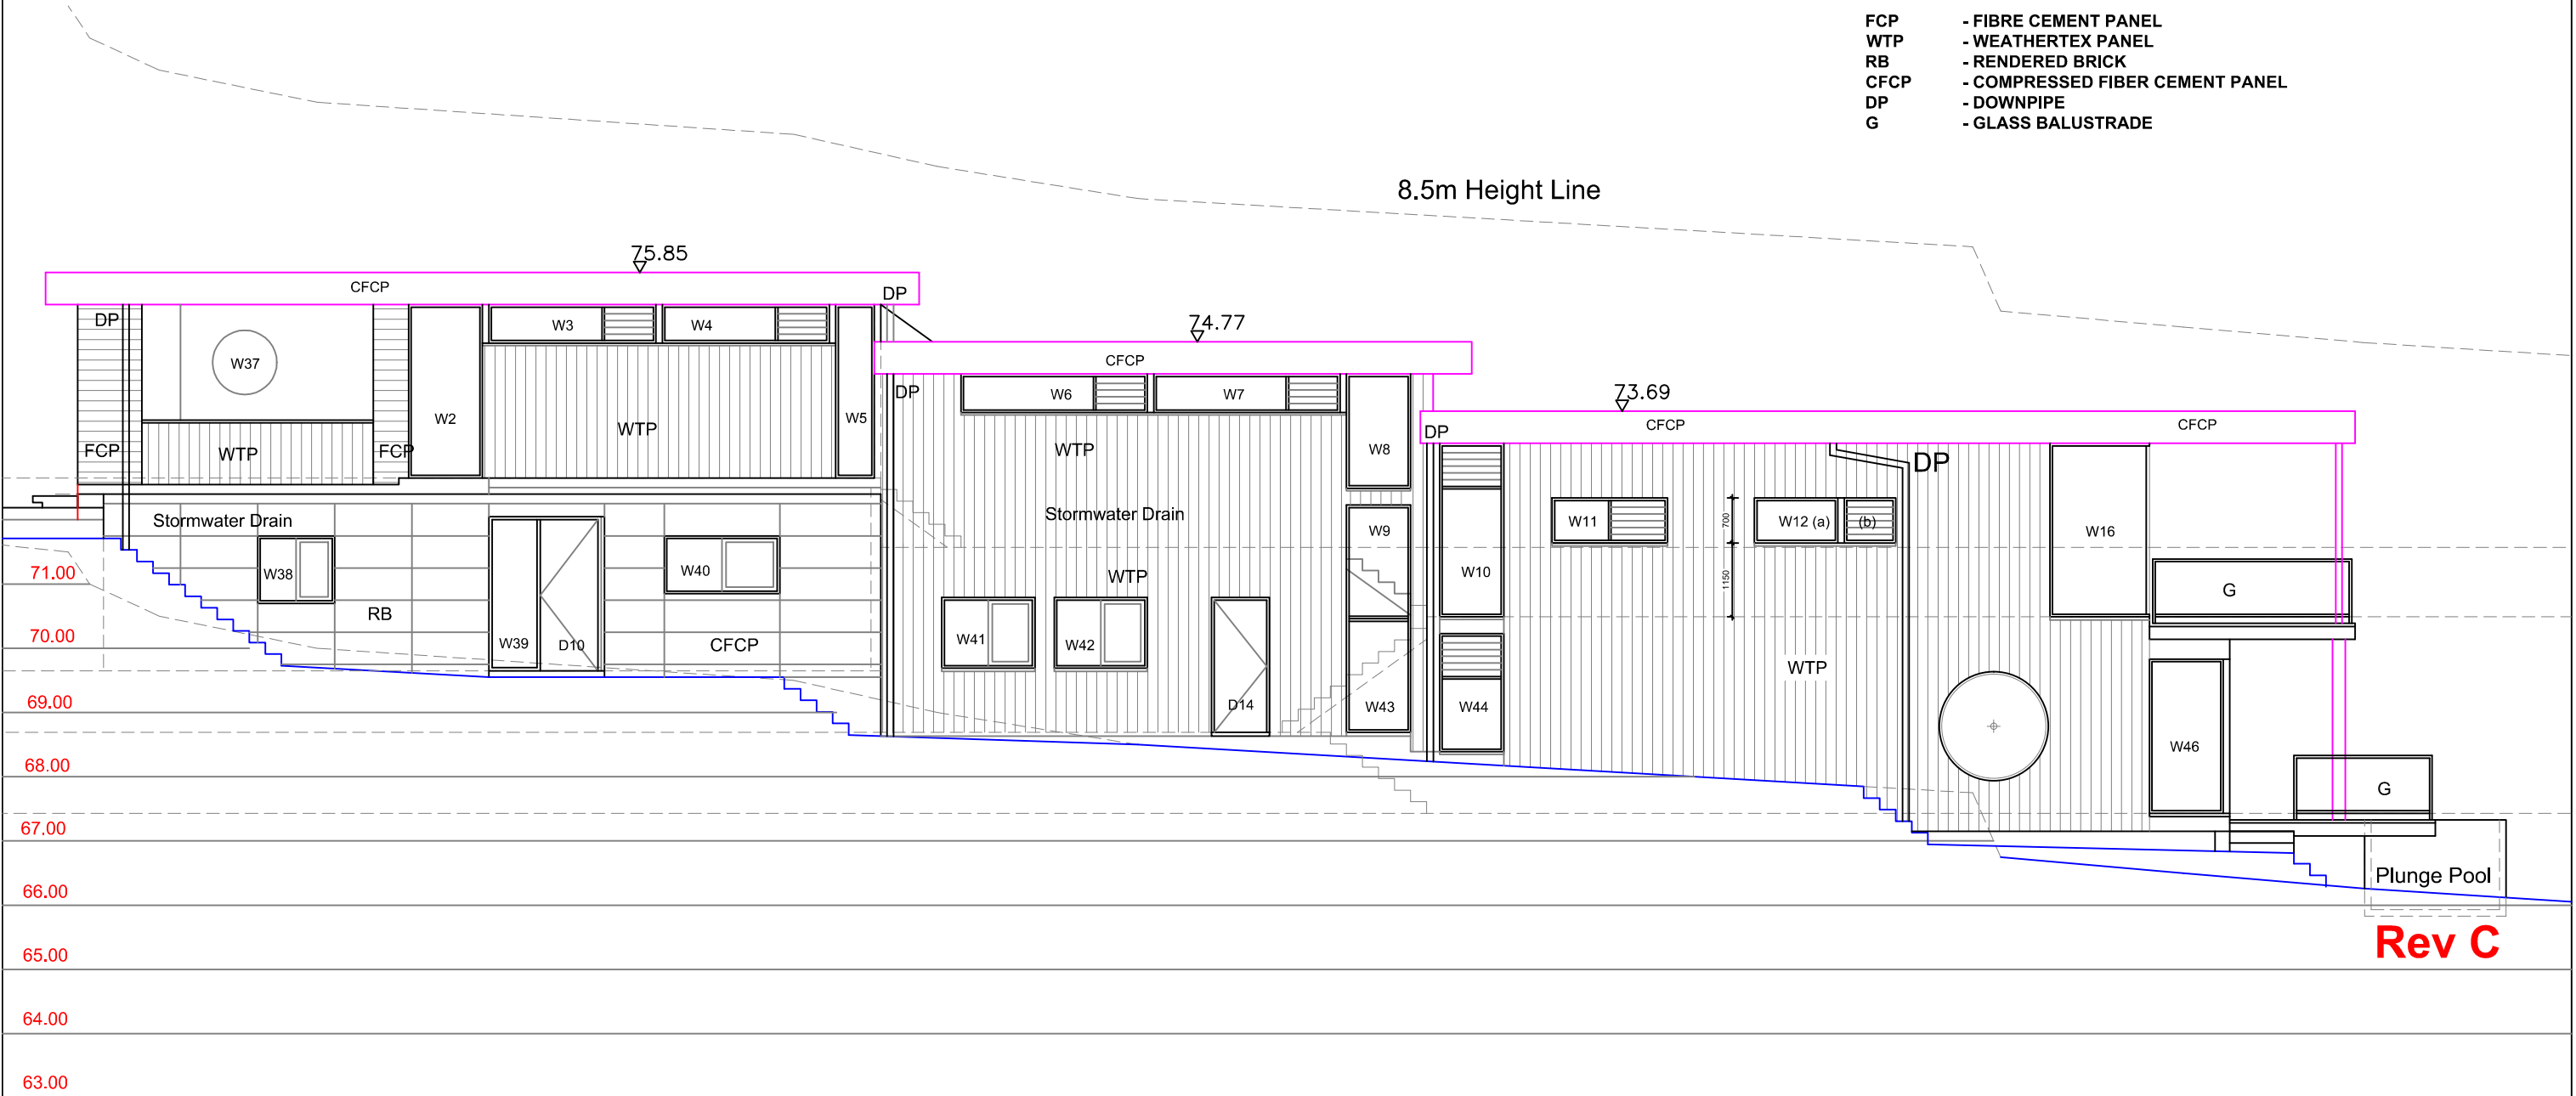 FCP - FIBRE CEMENT PANEL
WTP - WEATHERTEX PANEL
RB - RENDERED BRICK
CFCP - COMPRESSED FIBER CEMENT PANEL
DP - DOWNPIPE
G - GLASS BALUSTRADE
8.5m Height Line
75.85
CFCP
DP
DP
W37
W3
W4
W2
W5
WTP
FCP
WTP
FCP
74.77
CFCP
DP
W6
W7
W8
WTP
73.69
CFCP
CFCP
DP
DP
Stormwater Drain
Stormwater Drain
W9
W10
W11
700
W12 (a)
(b)
W16
1150
G
71.00
W38
RB
W39
D10
W40
CFCP
WTP
W41
W42
D14
W43
W44
WTP
W46
G
70.00
69.00
68.00
67.00
66.00
Plunge Pool
Rev C
65.00
64.00
63.00